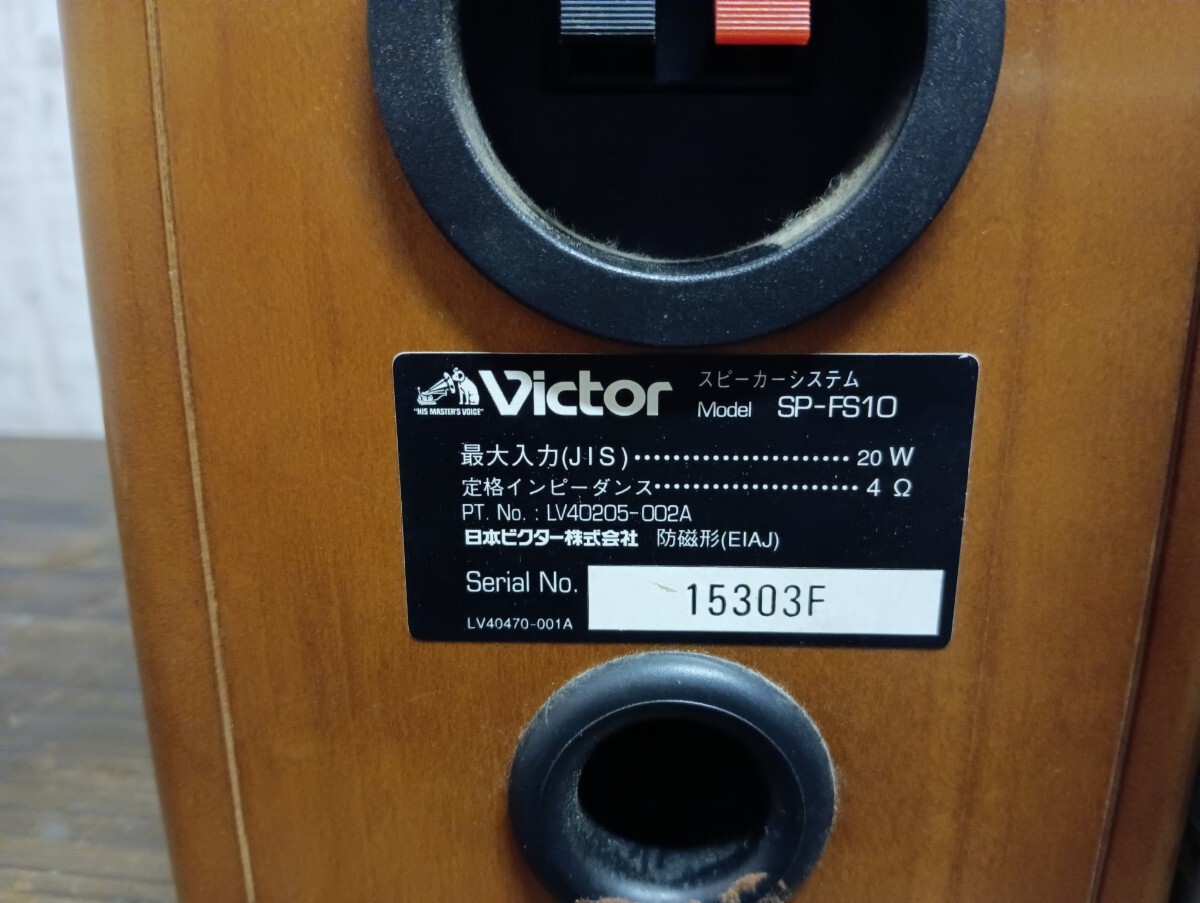 "HIS MASTER'S VOICE"
Victor
スピーカーシステム
Model SP-FS10
最大入力(JIS)······················ 20 W
定格インピーダンス····················· 4 Ω
PT. No. : LV40205-002A
日本ビクター株式会社 防磁形(EIAJ)
Serial No. 15303F
LV40470-001A